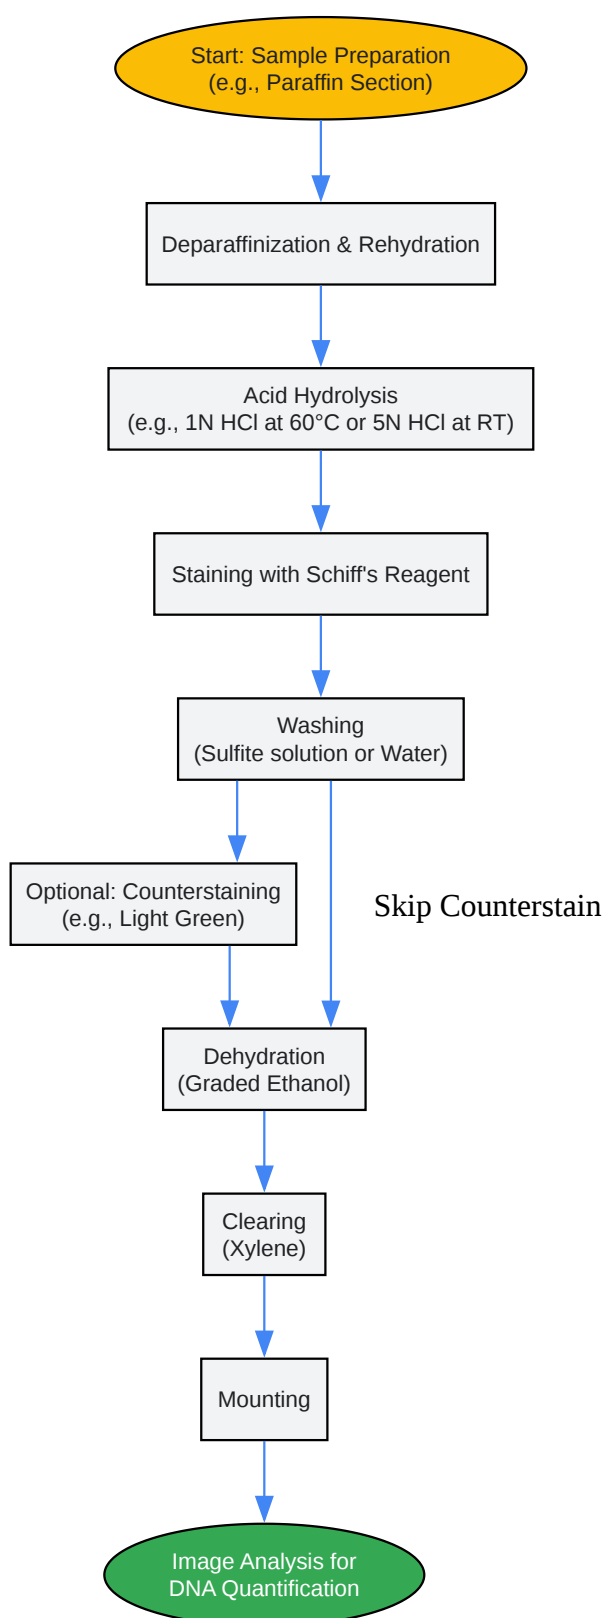 Start: Sample Preparation
(e.g., Paraffin Section)
Deparaffinization & Rehydration
Acid Hydrolysis
(e.g., 1N HCl at 60°C or 5N HCl at RT)
Staining with Schiff's Reagent
Washing
(Sulfite solution or Water)
Optional: Counterstaining
(e.g., Light Green)
Skip Counterstain
Dehydration
(Graded Ethanol)
Clearing
(Xylene)
Mounting
Image Analysis for
DNA Quantification